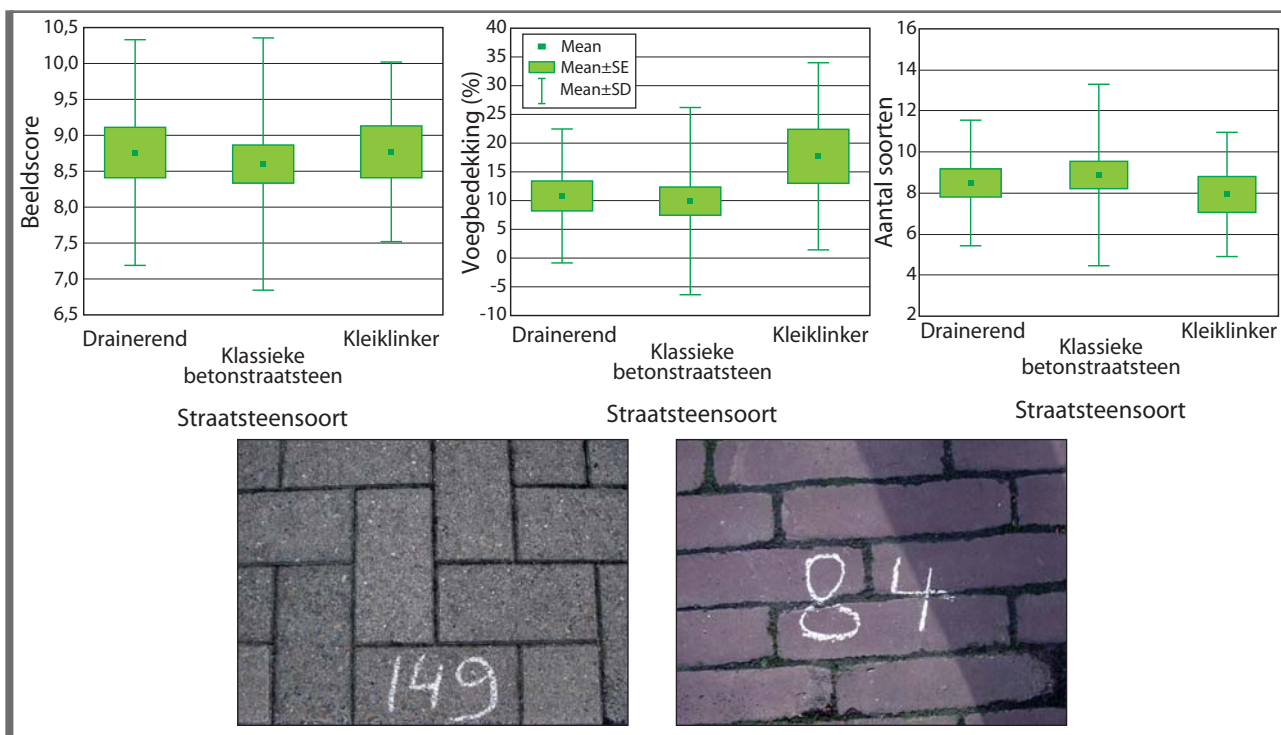 Beeldscore
10,5
10,0
9,5
9,0
8,5
8,0
7,5
7,0
6,5
Drainerend
Klassieke
betonstraatsteen
Kleiklinker
Straatsteensoort
Voegbedekking (%)
40
35
30
25
20
15
10
5
0
-5
-10
Mean
Mean±SE
Mean±SD
Drainerend
Klassieke
betonstraatsteen
Kleiklinker
Straatsteensoort
Aantal soorten
16
14
12
10
8
6
4
2
Drainerend
Klassieke
betonstraatsteen
Kleiklinker
Straatsteensoort
149
84